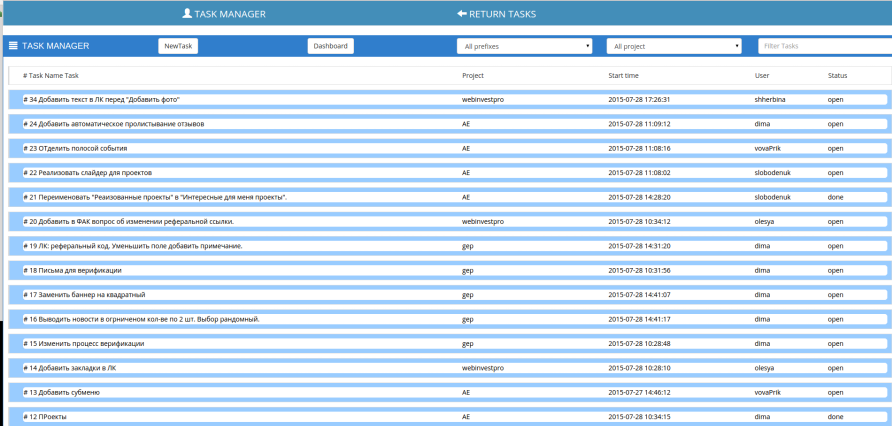 TASK MANAGER RETURN TASKS
TASK MANAGER NewTask Dashboard All prefixes All project Filter Tasks
# Task Name Task Project Start time User Status
# 34 Добавить текст в ЛК перед "Добавить фото" webinvestpro 2015-07-28 17:26:31 shherbina open
# 24 Добавить автоматическое пролистывание отзывов AE 2015-07-28 11:09:12 dima open
# 23 ОТделить полосой события AE 2015-07-28 11:08:16 vovaPrik open
# 22 Реализовать слайдер для проектов AE 2015-07-28 11:08:02 slobodenuk open
# 21 Переименовать "Реаизованные проекты" в "Интересные для меня проекты". AE 2015-07-28 14:28:20 slobodenuk done
# 20 Добавить в ФАК вопрос об изменении реферальной ссылки. webinvestpro 2015-07-28 10:34:12 olesya open
# 19 ЛК: реферальный код. Уменьшить поле добавить примечание. gep 2015-07-28 14:31:20 dima open
# 18 Письма для верификации gep 2015-07-28 10:31:56 dima open
# 17 Заменить баннер на квадратный gep 2015-07-28 14:41:07 dima open
# 16 Выводить новости в огрниченом кол-ве по 2 шт. Выбор рандомный. gep 2015-07-28 14:41:17 dima open
# 15 Изменить процесс верификации gep 2015-07-28 10:28:48 dima open
# 14 Добавить закладки в ЛК webinvestpro 2015-07-28 10:28:10 olesya open
# 13 Добавить субменю AE 2015-07-27 14:46:12 vovaPrik open
# 12 ПРоекты AE 2015-07-28 10:34:15 dima done